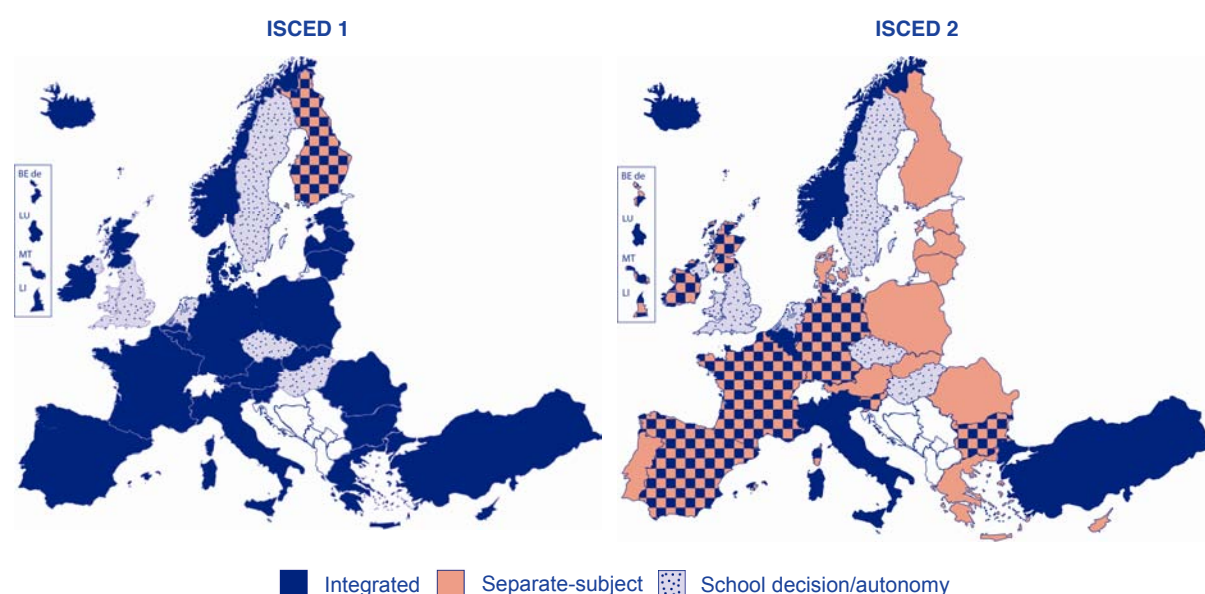 ISCED 1
ISCED 2
BE de
LU
MT
LI
BE de
LU
MT
LI
Integrated
Separate-subject
School decision/autonomy